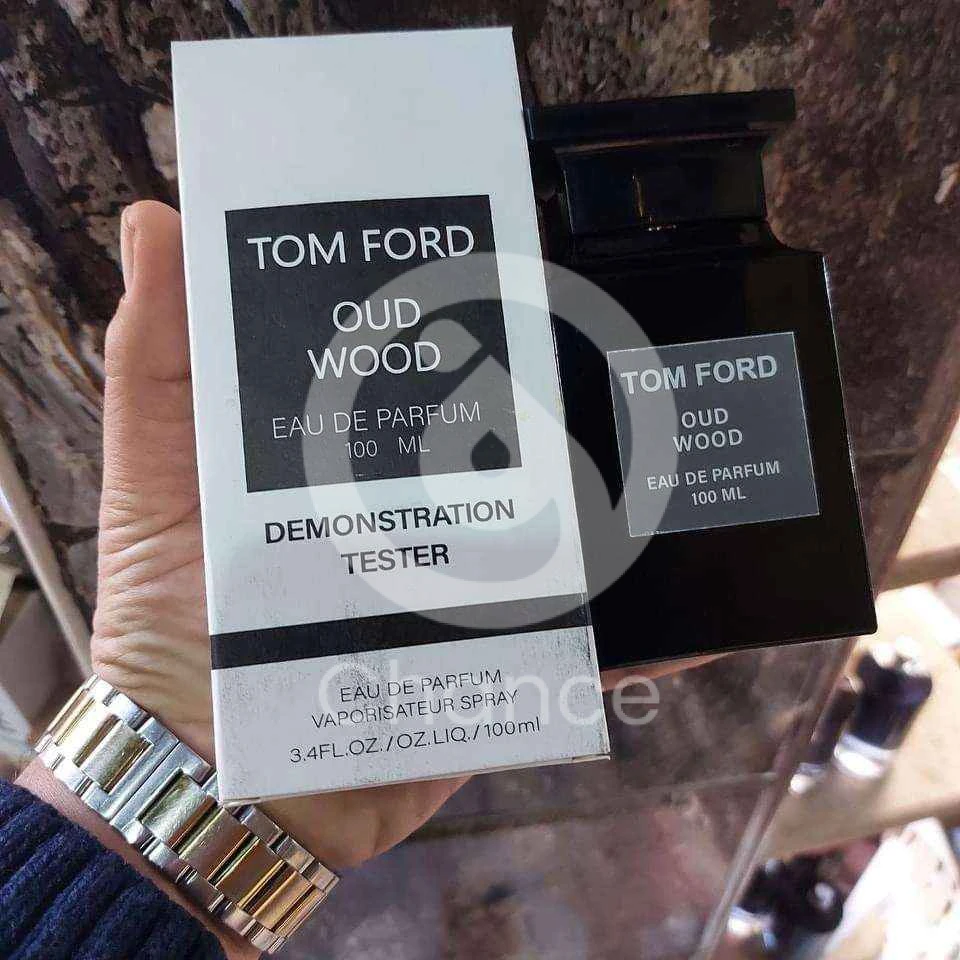 TOM FORD
OUD
WOOD
EAU DE PARFUM
100 ML
DEMONSTRATION
TESTER
EAU DE PARFUM
VAPORISATEUR SPRAY
3.4FL.OZ./OZ.LIQ./100ml
TOM FORD
OUD
WOOD
EAU DE PARFUM
100 ML
Chance